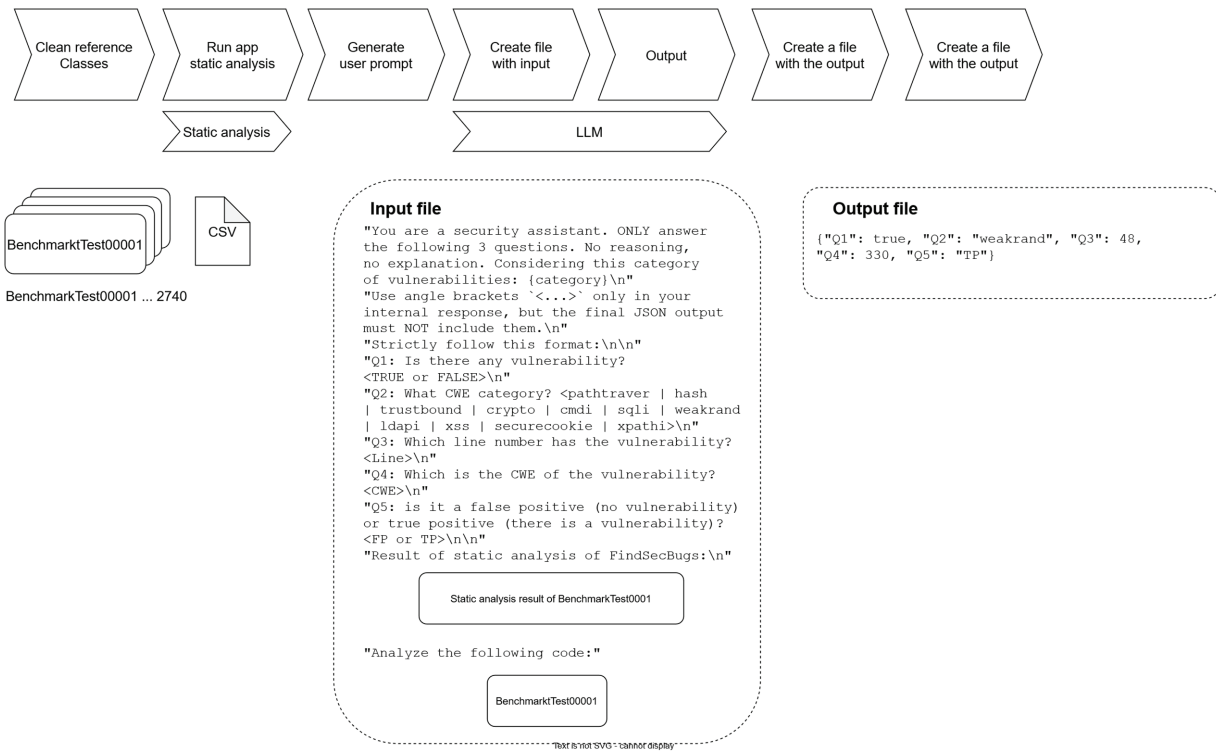 Clean reference
Classes
Run app
static analysis
Generate
user prompt
Create file
with input
Output
Create a file
with the output
Create a file
with the output
Static analysis
LLM
BenchmarktTest00001
CSV
BenchmarkTest00001 ... 2740
Input file
"You are a security assistant. ONLY answer
the following 3 questions. No reasoning,
no explanation. Considering this category
of vulnerabilities: {category}\n"
"Use angle brackets `<...>` only in your
internal response, but the final JSON output
must NOT include them.\n"
"Strictly follow this format:\n\n"
"Q1: Is there any vulnerability?
<TRUE or FALSE>\n"
"Q2: What CWE category? <pathtraver | hash
| trustbound | crypto | cmdi | sqli | weakrand
| ldapi | xss | securecookie | xpathi>\n"
"Q3: Which line number has the vulnerability?
<Line>\n"
"Q4: Which is the CWE of the vulnerability?
<CWE>\n"
"Q5: is it a false positive (no vulnerability)
or true positive (there is a vulnerability)?
<FP or TP>\n\n"
"Result of static analysis of FindSecBugs:\n"
Static analysis result of BenchmarkTest0001
"Analyze the following code:"
BenchmarktTest00001
Text is not SVG - cannot display
Output file
{"Q1": true, "Q2": "weakrand", "Q3": 48,
"Q4": 330, "Q5": "TP"}